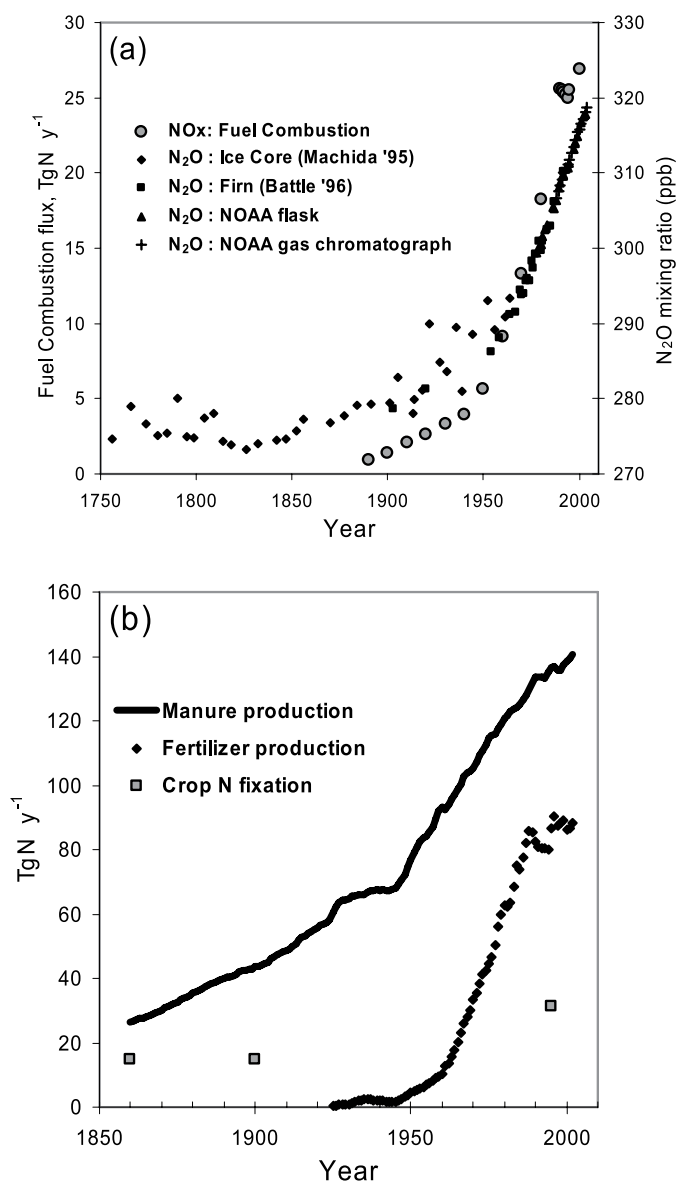 (a)
30
25
20
15
10
5
0
330
320
310
300
290
280
270
Fuel Combustion flux, TgN y⁻¹
N₂O mixing ratio (ppb)
NOx: Fuel Combustion
N₂O : Ice Core (Machida '95)
N₂O : Firn (Battle '96)
N₂O : NOAA flask
N₂O : NOAA gas chromatograph
1750 1800 1850 1900 1950 2000
Year
(b)
160
140
120
100
80
60
40
20
0
TgN y⁻¹
Manure production
Fertilizer production
Crop N fixation
1850 1900 1950 2000
Year